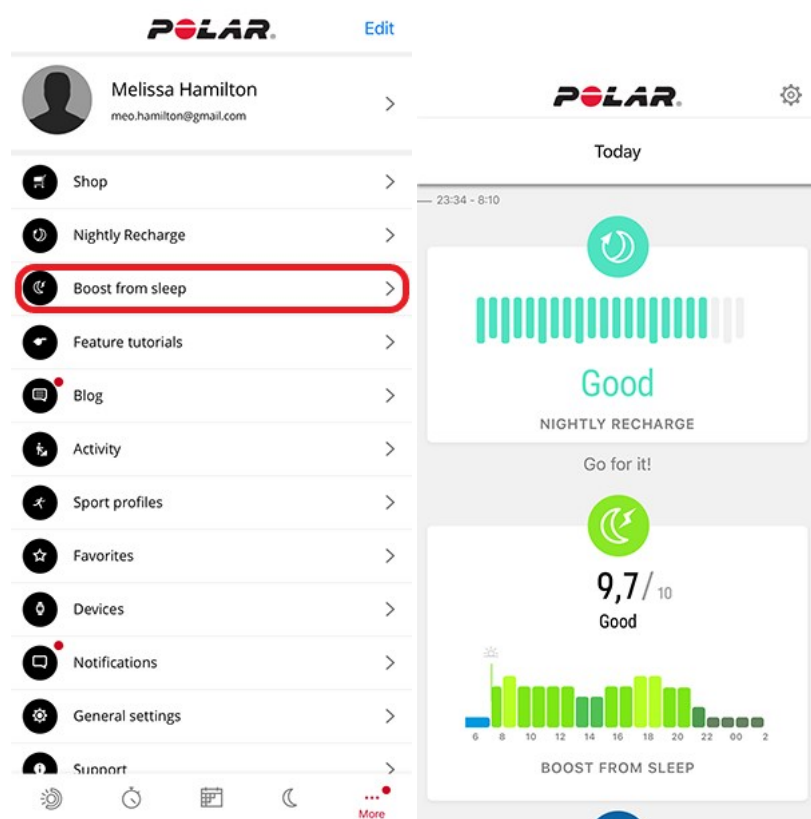 POLAR.
Edit
Melissa Hamilton
meo.hamilton@gmail.com
Shop
Nightly Recharge
Boost from sleep
Feature tutorials
Blog
Activity
Sport profiles
Favorites
Devices
Notifications
General settings
Support
More
POLAR.
Today
23:34 - 8:10
Good
NIGHTLY RECHARGE
Go for it!
9,7/ 10
Good
6 8 10 12 14 16 18 20 22 00 2
BOOST FROM SLEEP